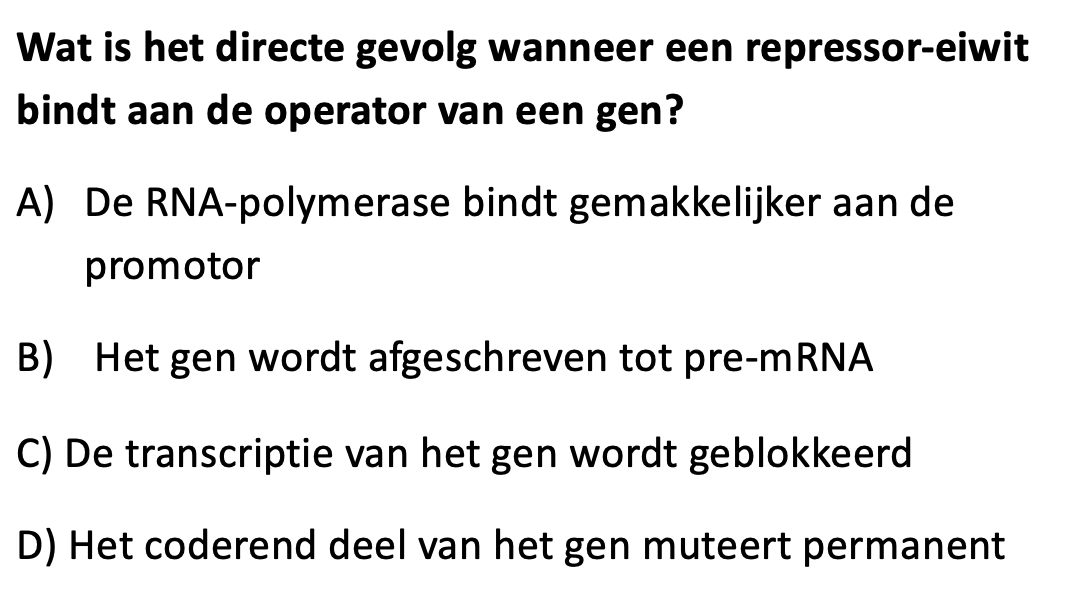 Wat is het directe gevolg wanneer een repressor-eiwit
bindt aan de operator van een gen?
A) De RNA-polymerase bindt gemakkelijker aan de
promotor
B) Het gen wordt afgeschreven tot pre-mRNA
C) De transcriptie van het gen wordt geblokkeerd
D) Het coderend deel van het gen muteert permanent